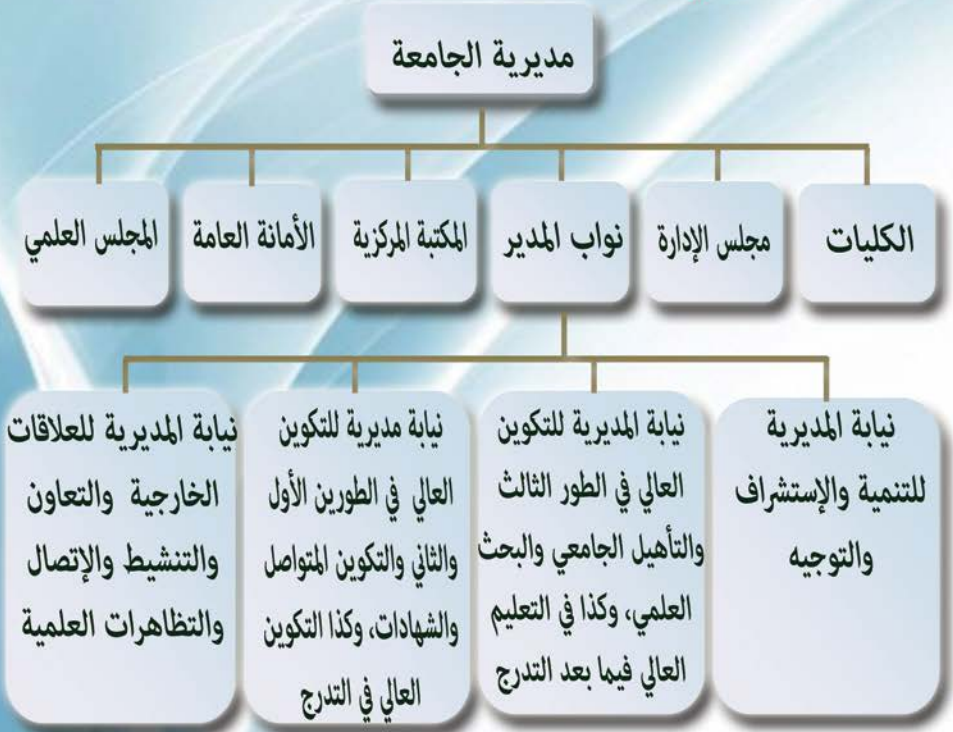 مديرية الجامعة
الكليات
مجلس الإدارة
نواب المدير
المكتبة المركزية
الأمانة العامة
المجلس العلمي
نيابة المديرية
للتنمية والإستشراف
والتوجيه
نيابة المديرية للتكوين
العالي في الطور الثالث
والتأهيل الجامعي والبحث
العلمي، وكذا في التعليم
العالي فيما بعد التدرج
نيابة مديرية للتكوين
العالي في الطورين الأول
والثاني والتكوين المتواصل
والشهادات، وكذا التكوين
العالي في التدرج
نيابة المديرية للعلاقات
الخارجية والتعاون
والتنشيط والإتصال
والتظاهرات العلمية